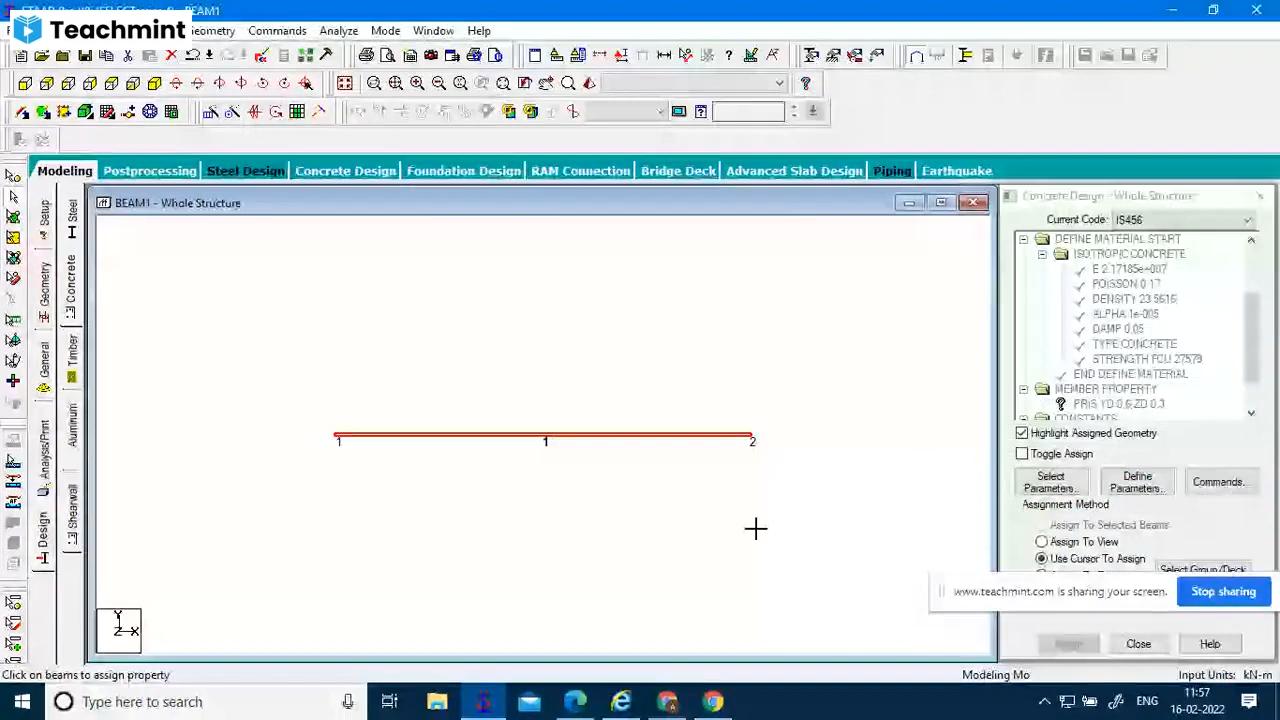 BEAM1
Teachmint
Geometry Commands Analyze Mode Window Help
Modeling Postprocessing Steel Design Concrete Design Foundation Design RAM Connection Bridge Deck Advanced Slab Design Piping Earthquake
BEAM1 - Whole Structure
Setup
Geometry
General
Analysis/Print
Design
Steel
Concrete
Timber
Aluminum
Shearwall
1 1 2
Y
Z X
Concrete Design - Whole Structure
Current Code: IS456
DEFINE MATERIAL START
ISOTROPIC CONCRETE
E 2.17185e+007
POISSON 0.17
DENSITY 23.5616
ALPHA 1e-005
DAMP 0.05
TYPE CONCRETE
STRENGTH FCU 27579
END DEFINE MATERIAL
MEMBER PROPERTY
PRIS YD 0.6 ZD 0.3
CONSTANTS
Highlight Assigned Geometry
Toggle Assign
Select Parameters...
Define Parameters...
Commands...
Assignment Method
Assign To Selected Beams
Assign To View
Use Cursor To Assign
Select Group/Deck
www.teachmint.com is sharing your screen.
Stop sharing
Assign Close Help
Click on beams to assign property
Modeling Mo
Input Units: kN-m
Type here to search
ENG
11:57
16-02-2022